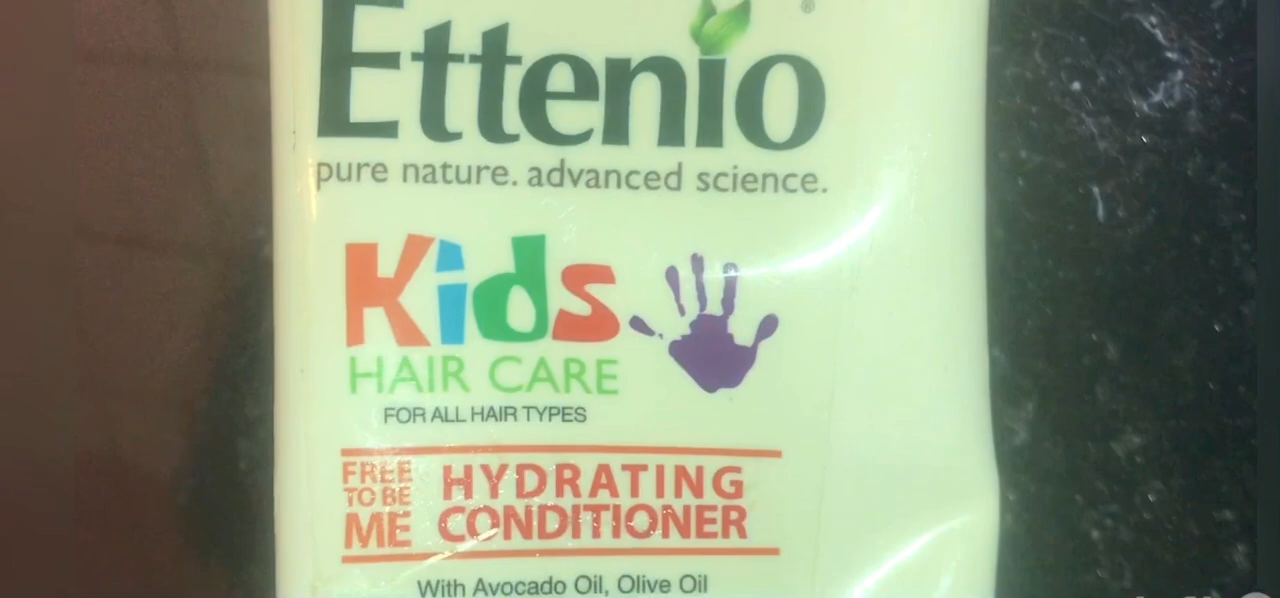 Ettenio®
pure nature. advanced science.
Kids
HAIR CARE
FOR ALL HAIR TYPES
FREE TO BE ME
HYDRATING CONDITIONER
With Avocado Oil, Olive Oil